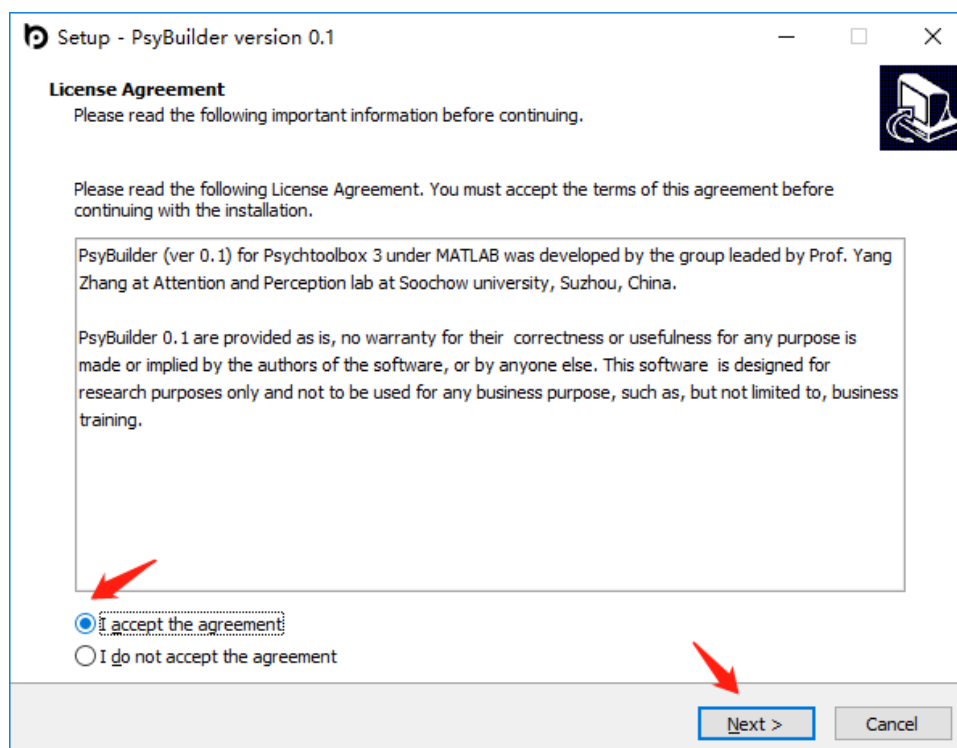 Setup - PsyBuilder version 0.1
License Agreement
Please read the following important information before continuing.
Please read the following License Agreement. You must accept the terms of this agreement before
continuing with the installation.
PsyBuilder (ver 0.1) for Psychtoolbox 3 under MATLAB was developed by the group leaded by Prof. Yang
Zhang at Attention and Perception lab at Soochow university, Suzhou, China.
PsyBuilder 0.1 are provided as is, no warranty for their  correctness or usefulness for any purpose is
made or implied by the authors of the software, or by anyone else. This software  is designed for
research purposes only and not to be used for any business purpose, such as, but not limited to, business
training.
I accept the agreement
I do not accept the agreement
Next >
Cancel